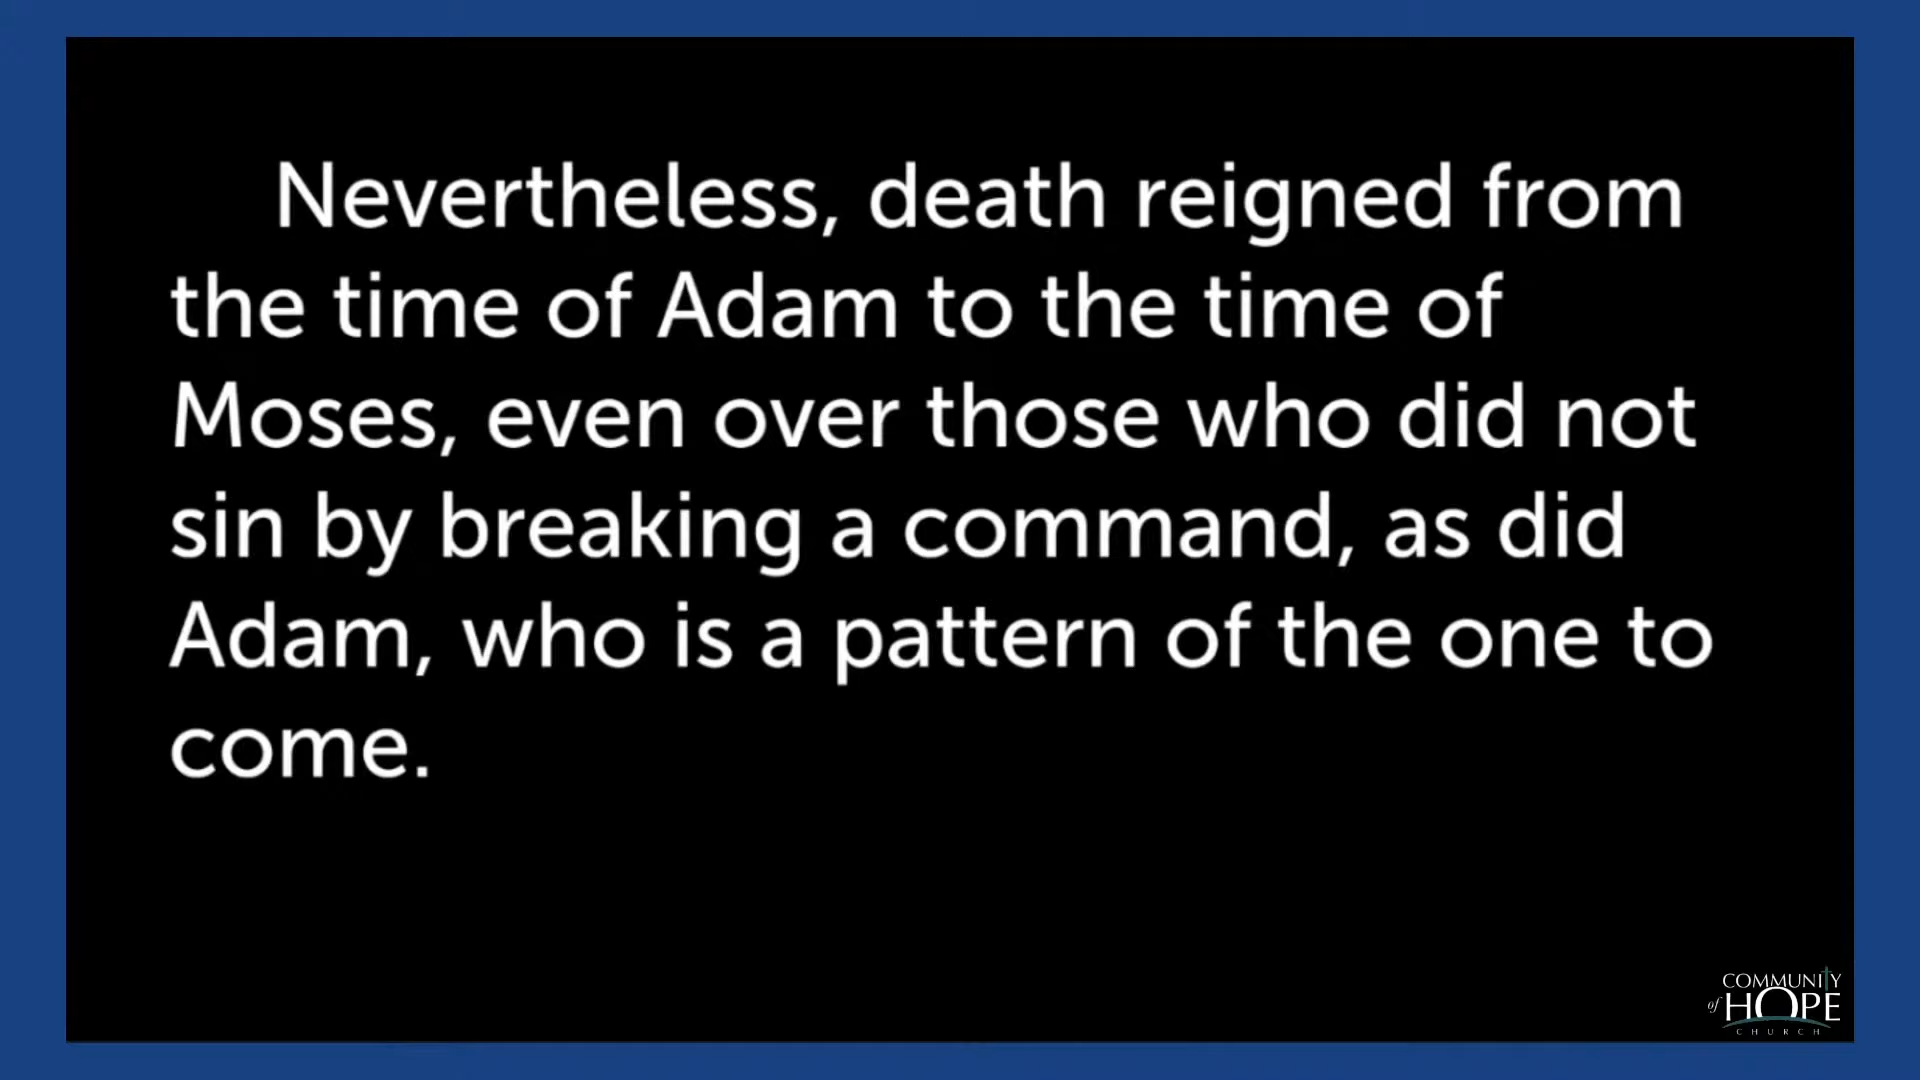 Nevertheless, death reigned from
the time of Adam to the time of
Moses, even over those who did not
sin by breaking a command, as did
Adam, who is a pattern of the one to
come.
COMMUNITY
of HOPE
CHURCH